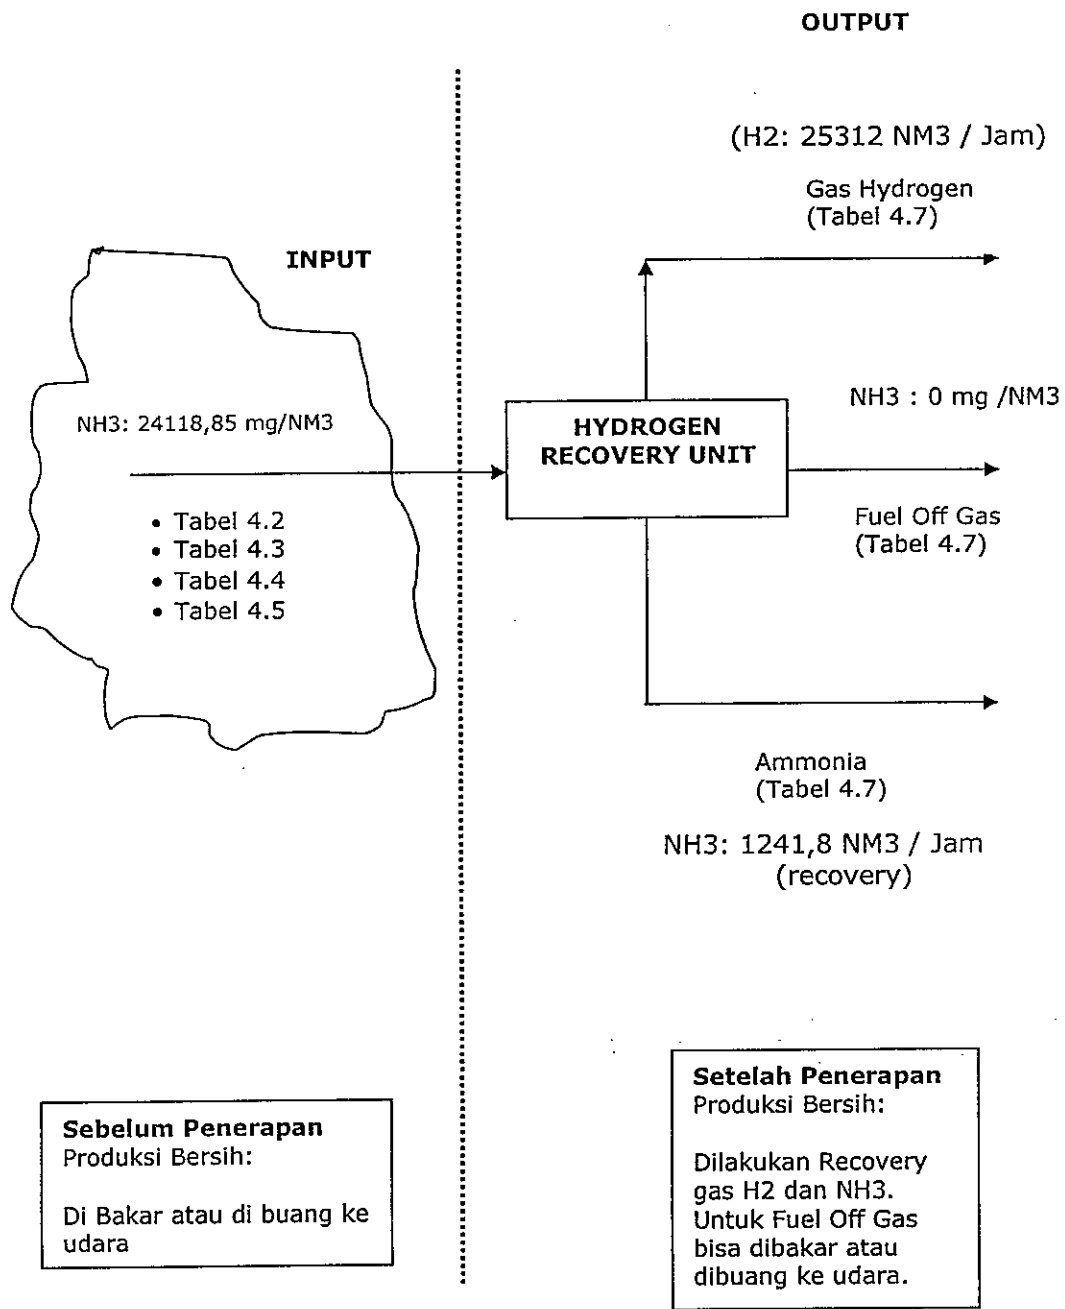 OUTPUT
(H2: 25312 NM3 / Jam)
Gas Hydrogen
(Tabel 4.7)
INPUT
NH3: 24118,85 mg/NM3
• Tabel 4.2
• Tabel 4.3
• Tabel 4.4
• Tabel 4.5
HYDROGEN
RECOVERY UNIT
NH3 : 0 mg /NM3
Fuel Off Gas
(Tabel 4.7)
Ammonia
(Tabel 4.7)
NH3: 1241,8 NM3 / Jam
(recovery)
Sebelum Penerapan
Produksi Bersih:
Di Bakar atau di buang ke
udara
Setelah Penerapan
Produksi Bersih:
Dilakukan Recovery
gas H2 dan NH3.
Untuk Fuel Off Gas
bisa dibakar atau
dibuang ke udara.